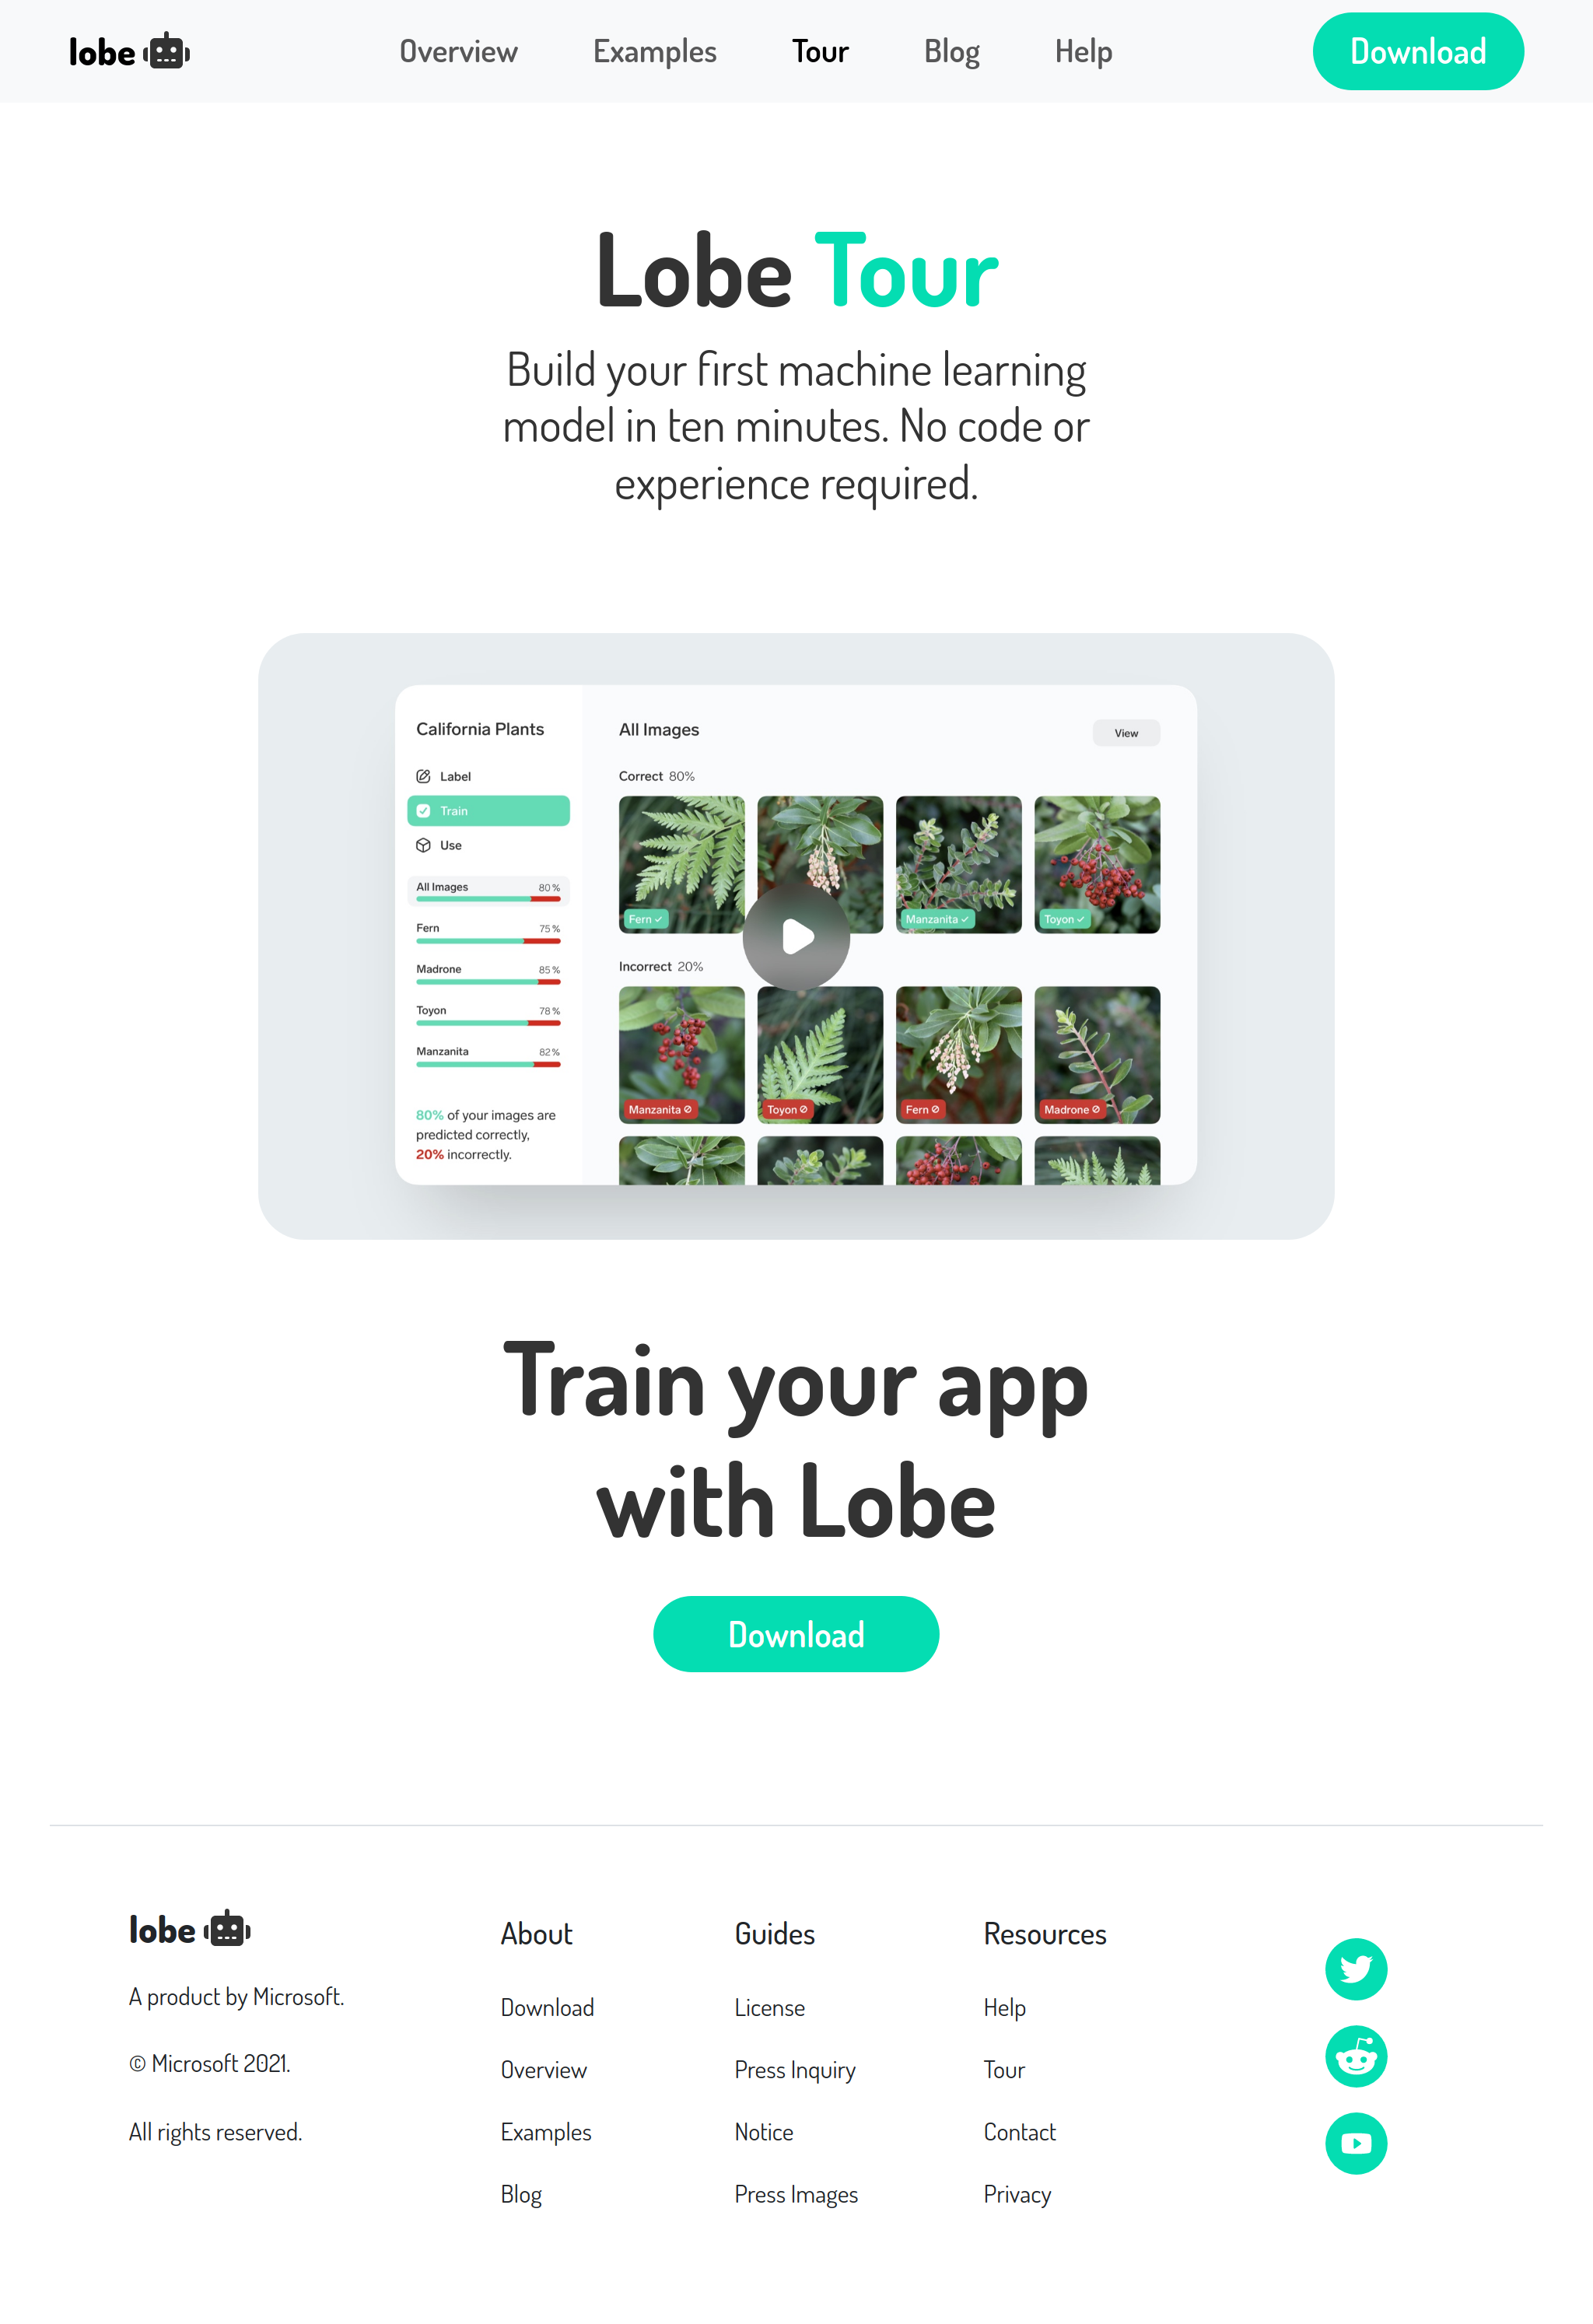 lobe
Overview
Examples
Tour
Blog
Help
Download
Lobe Tour
Build your first machine learning
model in ten minutes. No code or
experience required.
California Plants
Label
Train
Use
All Images 80%
Fern 75%
Madrone 85%
Toyon 78%
Manzanita 82%
80% of your images are
predicted correctly,
20% incorrectly.
All Images
View
Correct 80%
Fern
Manzanita
Toyon
Incorrect 20%
Manzanita
Toyon
Fern
Madrone
Train your app
with Lobe
Download
lobe
A product by Microsoft.
© Microsoft 2021.
All rights reserved.
About
Download
Overview
Examples
Blog
Guides
License
Press Inquiry
Notice
Press Images
Resources
Help
Tour
Contact
Privacy